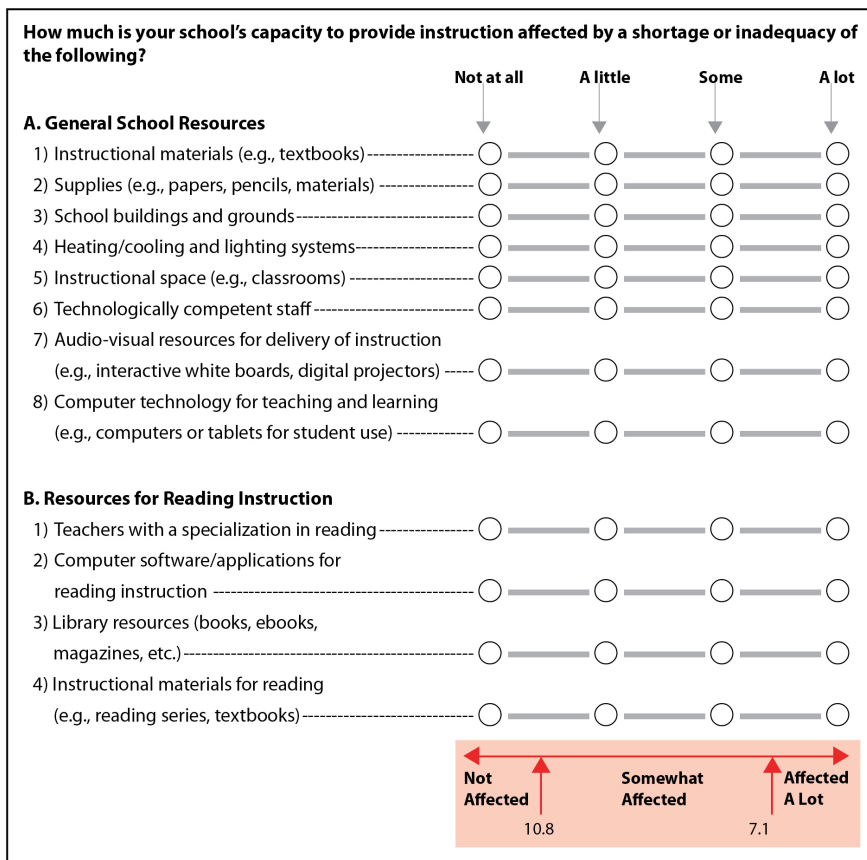 How much is your school’s capacity to provide instruction affected by a shortage or inadequacy of
the following?
Not at all A little Some A lot
A. General School Resources
1) Instructional materials (e.g., textbooks)
2) Supplies (e.g., papers, pencils, materials)
3) School buildings and grounds
4) Heating/cooling and lighting systems
5) Instructional space (e.g., classrooms)
6) Technologically competent staff
7) Audio-visual resources for delivery of instruction
(e.g., interactive white boards, digital projectors)
8) Computer technology for teaching and learning
(e.g., computers or tablets for student use)
B. Resources for Reading Instruction
1) Teachers with a specialization in reading
2) Computer software/applications for
reading instruction
3) Library resources (books, ebooks,
magazines, etc.)
4) Instructional materials for reading
(e.g., reading series, textbooks)
Not Somewhat Affected
Affected Affected A Lot
10.8 7.1